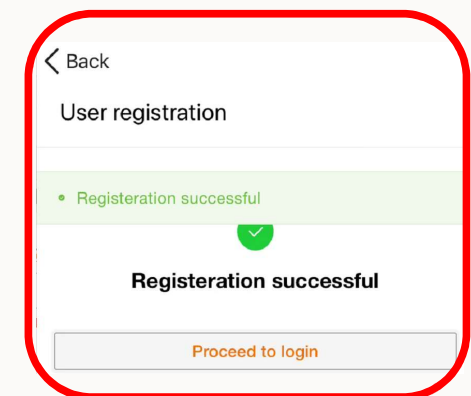 Back
User registration
Registeration successful
Registeration successful
Proceed to login